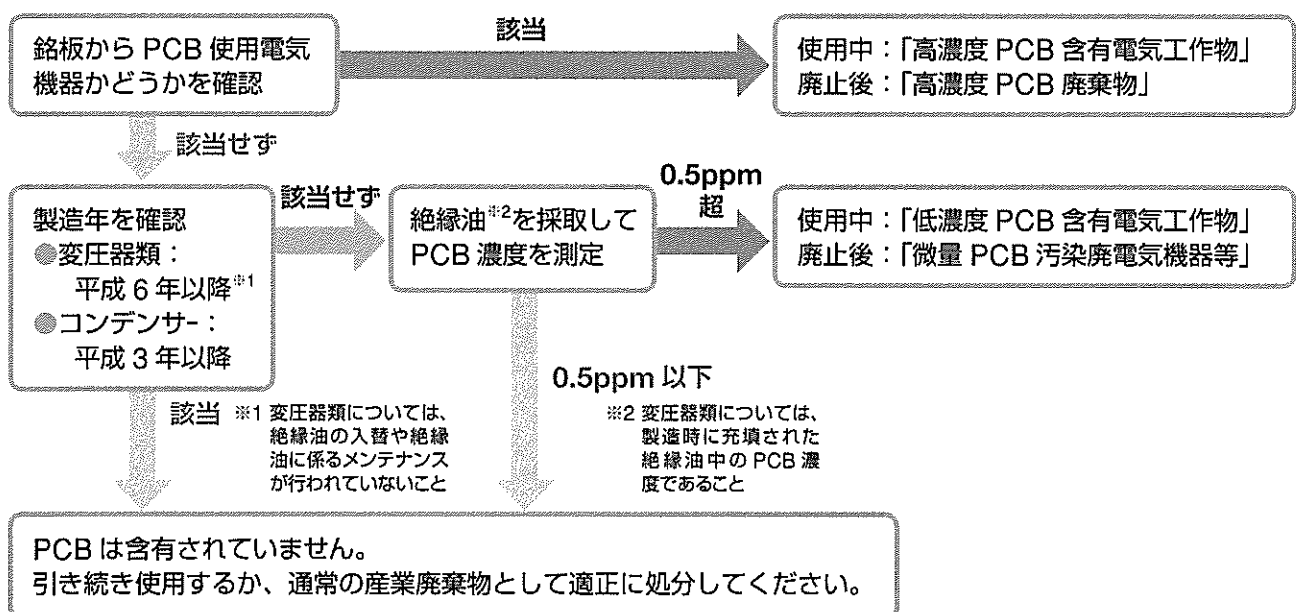 銘板から PCB 使用電気
機器かどうかを確認
該当
使用中：「高濃度 PCB 含有電気工作物」
廃止後：「高濃度 PCB 廃棄物」
該当せず
製造年を確認
●変圧器類：
平成 6 年以降※1
●コンデンサー：
平成 3 年以降
該当せず
絶縁油※2を採取して
PCB 濃度を測定
0.5ppm
超
使用中：「低濃度 PCB 含有電気工作物」
廃止後：「微量 PCB 汚染廃電気機器等」
該当
※1 変圧器類については、
絶縁油の入替や絶縁
油に係るメンテナンス
が行われていないこと
0.5ppm 以下
※2 変圧器類については、
製造時に充填された
絶縁油中の PCB 濃
度であること
PCB は含有されていません。
引き続き使用するか、通常の産業廃棄物として適正に処分してください。